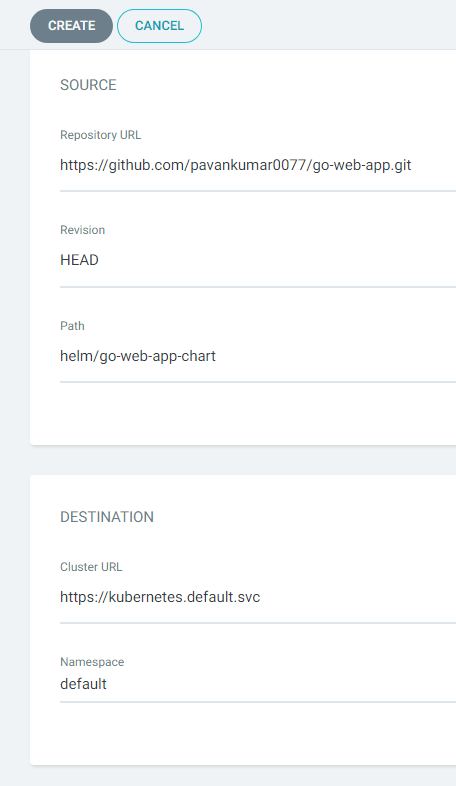 CREATE
CANCEL
SOURCE
Repository URL
https://github.com/pavankumar0077/go-web-app.git
Revision
HEAD
Path
helm/go-web-app-chart
DESTINATION
Cluster URL
https://kubernetes.default.svc
Namespace
default